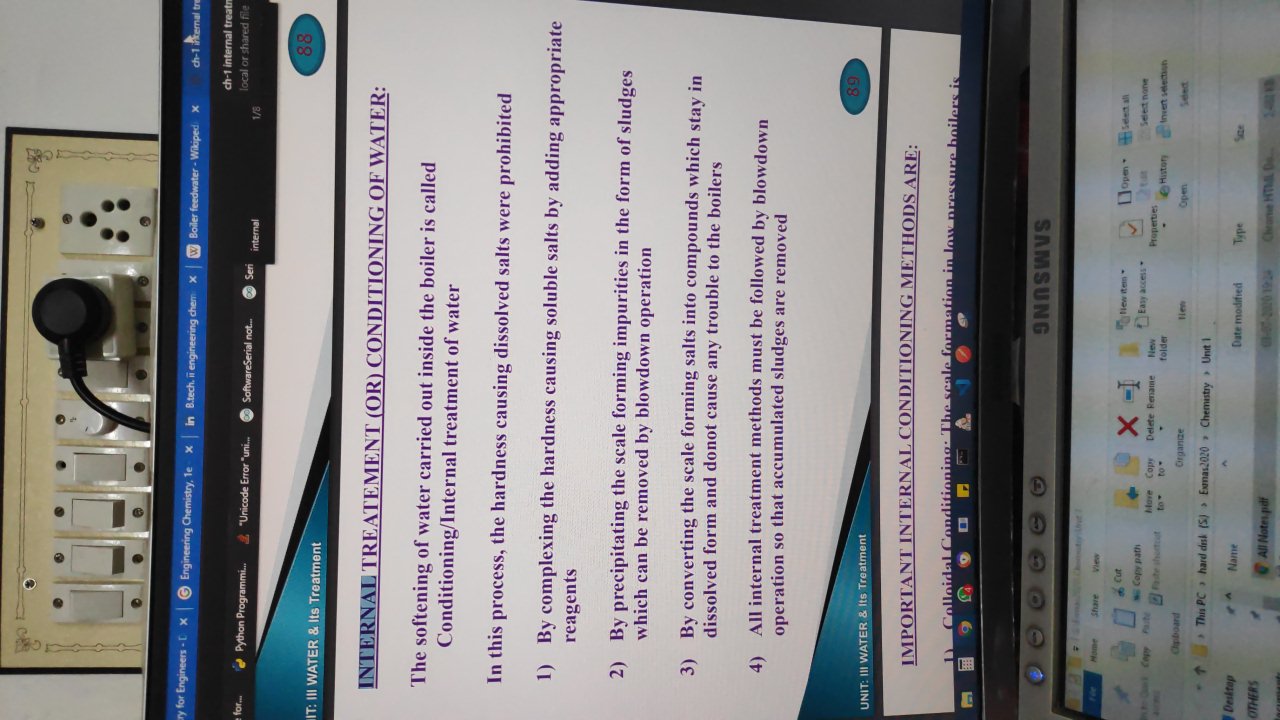 ry for Engineers - D
Engineering Chemistry, 1e
B.tech. ii engineering chem
Boiler feedwater - Wikiped
ch-1 internal tre
for...
Python Programmi...
"Unicode Error "uni...
SoftwareSerial not...
Seri
internal
1/8
ch-1 internal treatm
local or shared file
IT: III WATER & Its Treatment
88
INTERNAL TREATEMENT (OR) CONDITIONING OF WATER:
The softening of water carried out inside the boiler is called
Conditioning/Internal treatment of water
In this process, the hardness causing dissolved salts were prohibited
1) By complexing the hardness causing soluble salts by adding appropriate
reagents
2) By precipitating the scale forming impurities in the form of sludges
which can be removed by blowdown operation
3) By converting the scale forming salts into compounds which stay in
dissolved form and donot cause any trouble to the boilers
4) All internal treatment methods must be followed by blowdown
operation so that accumulated sludges are removed
UNIT: III WATER & Its Treatment
89
IMPORTANT INTERNAL CONDITIONING METHODS ARE:
1) Colloidal Conditioning: The scale formation in low pressure boilers is
SAMSUNG
File Home Share View
Cut
Copy path
Paste shortcut
Copy
Paste
Move to
Copy to
Delete
Rename
New folder
New item
Easy access
Properties
Open
Edit
History
Select all
Select none
Invert selection
Clipboard
Organize
New
Open
Select
This PC > hard disk (S:) > Exmas2020 > Chemistry > Unit 1
Desktop
Name
Date modified
Type
Size
OTHERS
All Notes.pdf
03-07-2020 19:24
Chrome HTML Do...